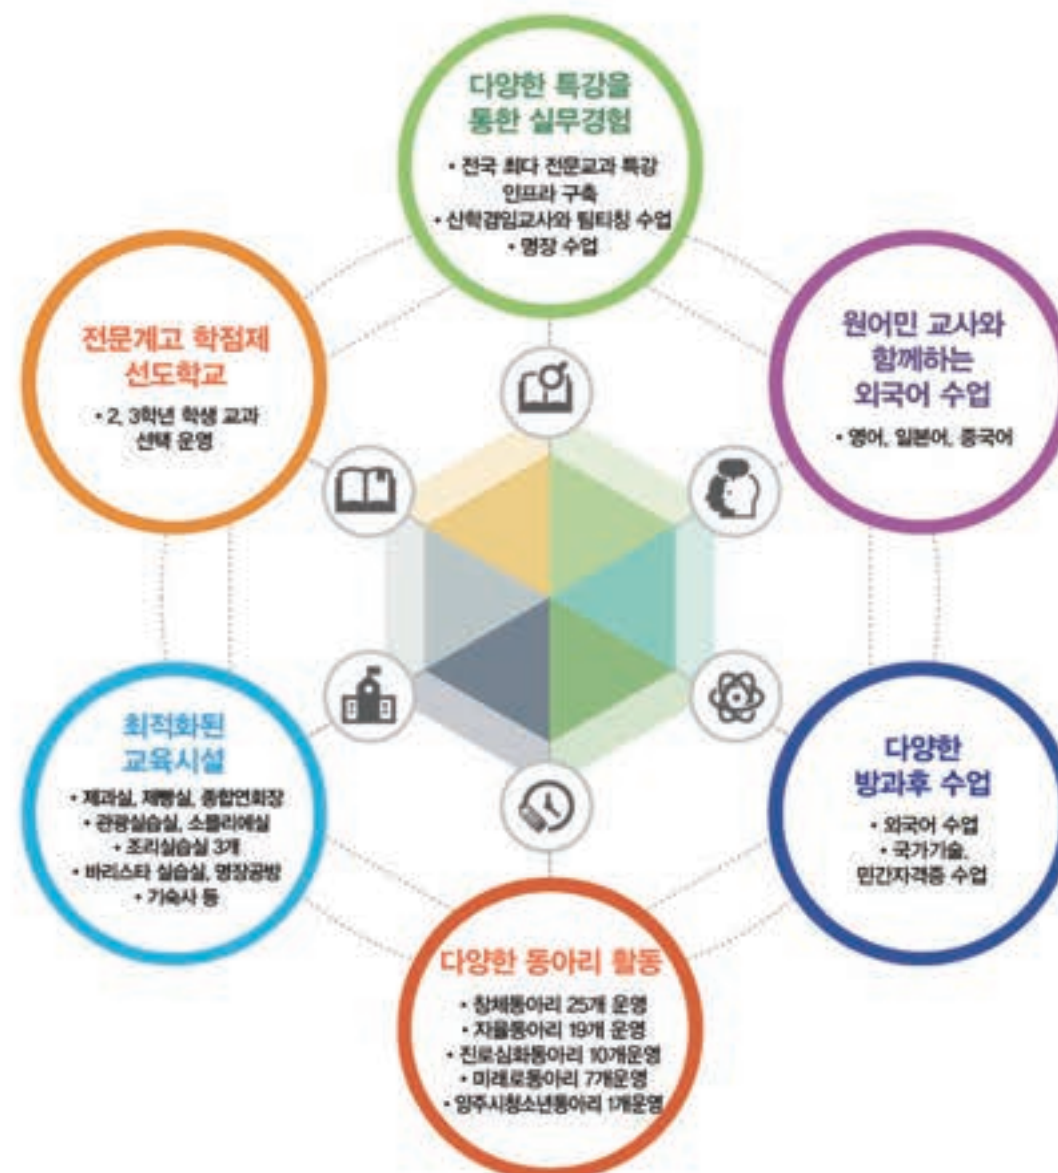 다양한 특강을
통한 실무경험
• 전국 최다 전문교과 특강
인프라 구축
• 산학겸임교사와 팀티칭 수업
• 명장 수업
전문계고 학점제
선도학교
• 2, 3학년 학생 교과
선택 운영
원어민 교사와
함께하는
외국어 수업
• 영어, 일본어, 중국어
최적화된
교육시설
• 제과실, 제빵실, 종합연회장
• 관광실습실, 소믈리에실
• 조리실습실 3개
• 바리스타 실습실, 명장공방
• 기숙사 등
다양한
방과후 수업
• 외국어 수업
• 국가기술,
민간자격증 수업
다양한 동아리 활동
• 창체동아리 25개 운영
• 자율동아리 19개 운영
• 진로심화동아리 10개운영
• 미래로동아리 7개운영
• 양주시청소년동아리 1개운영